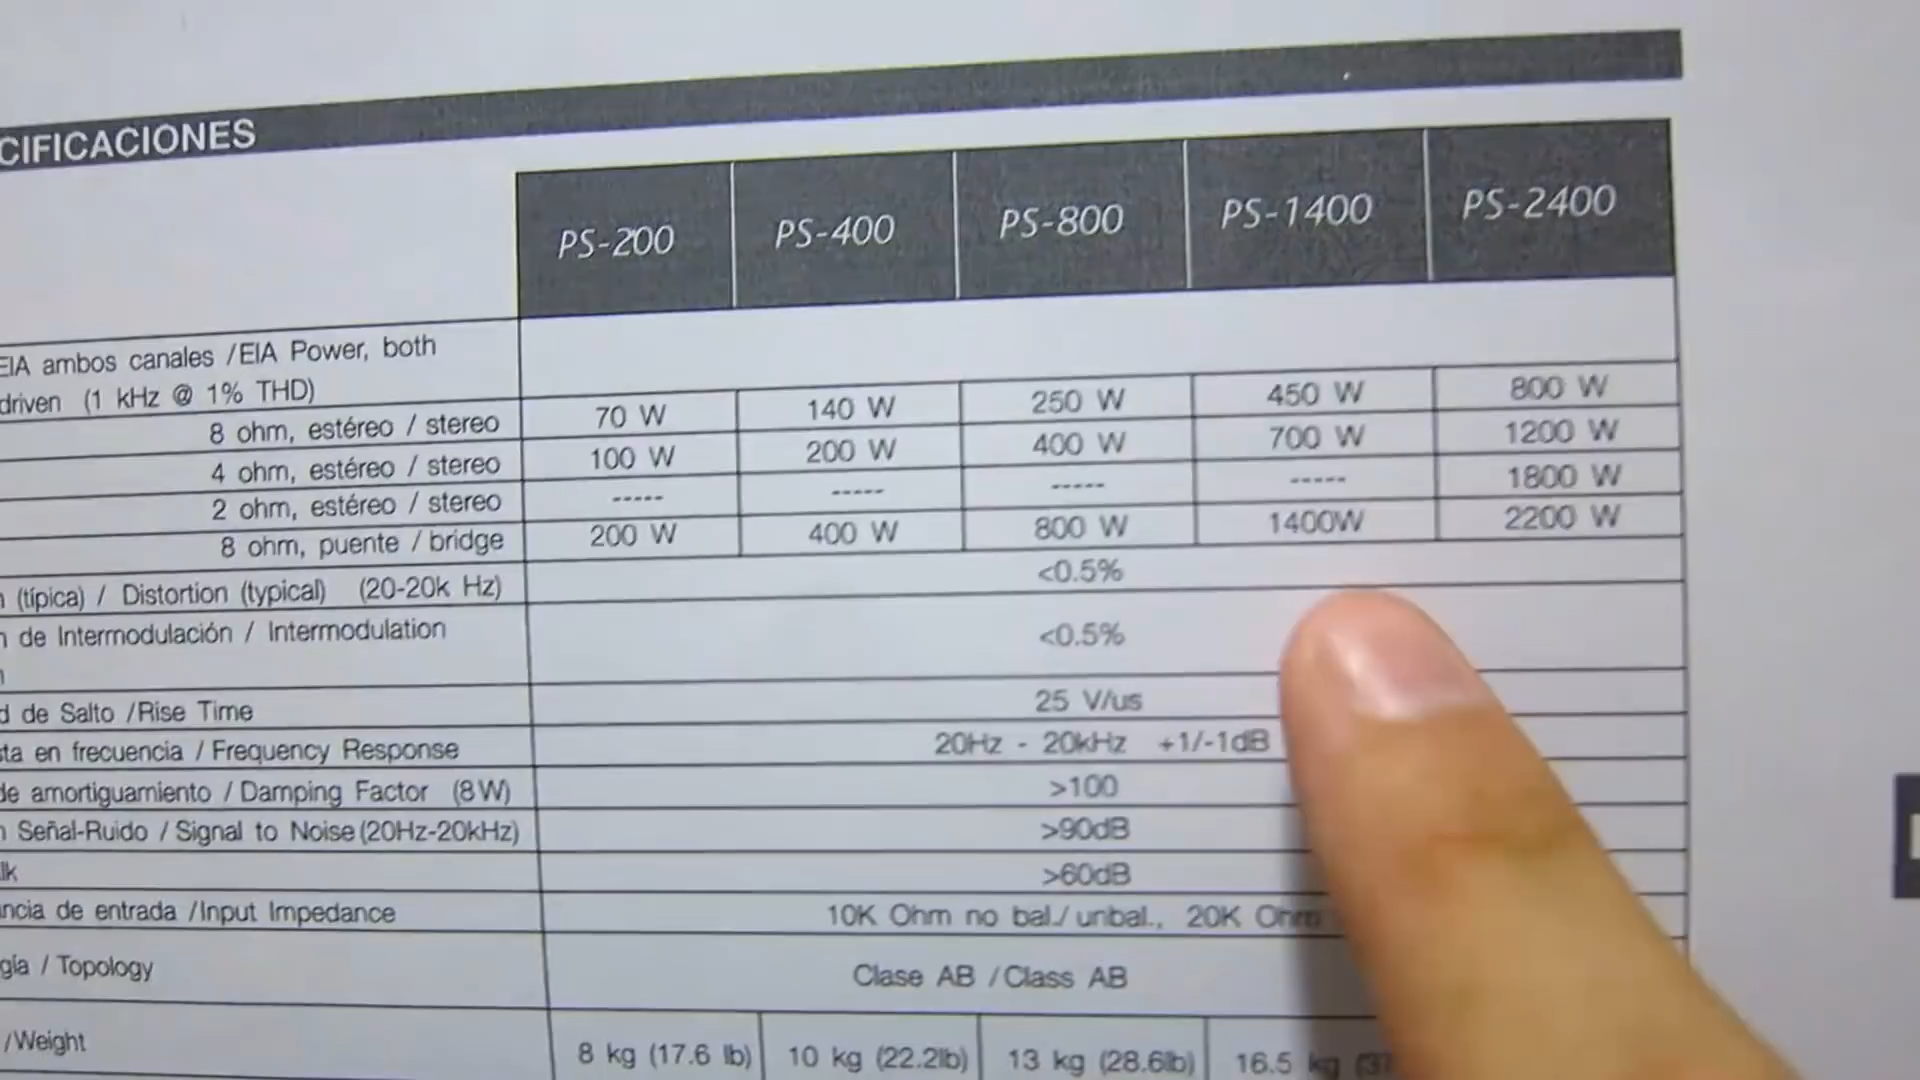 CIFICACIONES
PS-200 PS-400 PS-800 PS-1400 PS-2400
EIA ambos canales /EIA Power, both
driven (1 kHz @ 1% THD)
8 ohm, estéreo / stereo 70 W 140 W 250 W 450 W 800 W
4 ohm, estéreo / stereo 100 W 200 W 400 W 700 W 1200 W
2 ohm, estéreo / stereo ----- ----- ----- ----- 1800 W
8 ohm, puente / bridge 200 W 400 W 800 W 1400W 2200 W
n (típica) / Distortion (typical) (20-20k Hz) <0.5%
n de Intermodulación / Intermodulation <0.5%
n
d de Salto /Rise Time 25 V/us
sta en frecuencia / Frequency Response 20Hz - 20kHz +1/-1dB
de amortiguamiento / Damping Factor (8W) >100
n Señal-Ruido / Signal to Noise (20Hz-20kHz) >90dB
lk >60dB
ancia de entrada /Input Impedance 10K Ohm no bal./ unbal., 20K Ohm
gía / Topology Clase AB / Class AB
/Weight 8 kg (17.6 lb) 10 kg (22.2lb) 13 kg (28.6lb) 16.5 kg (37